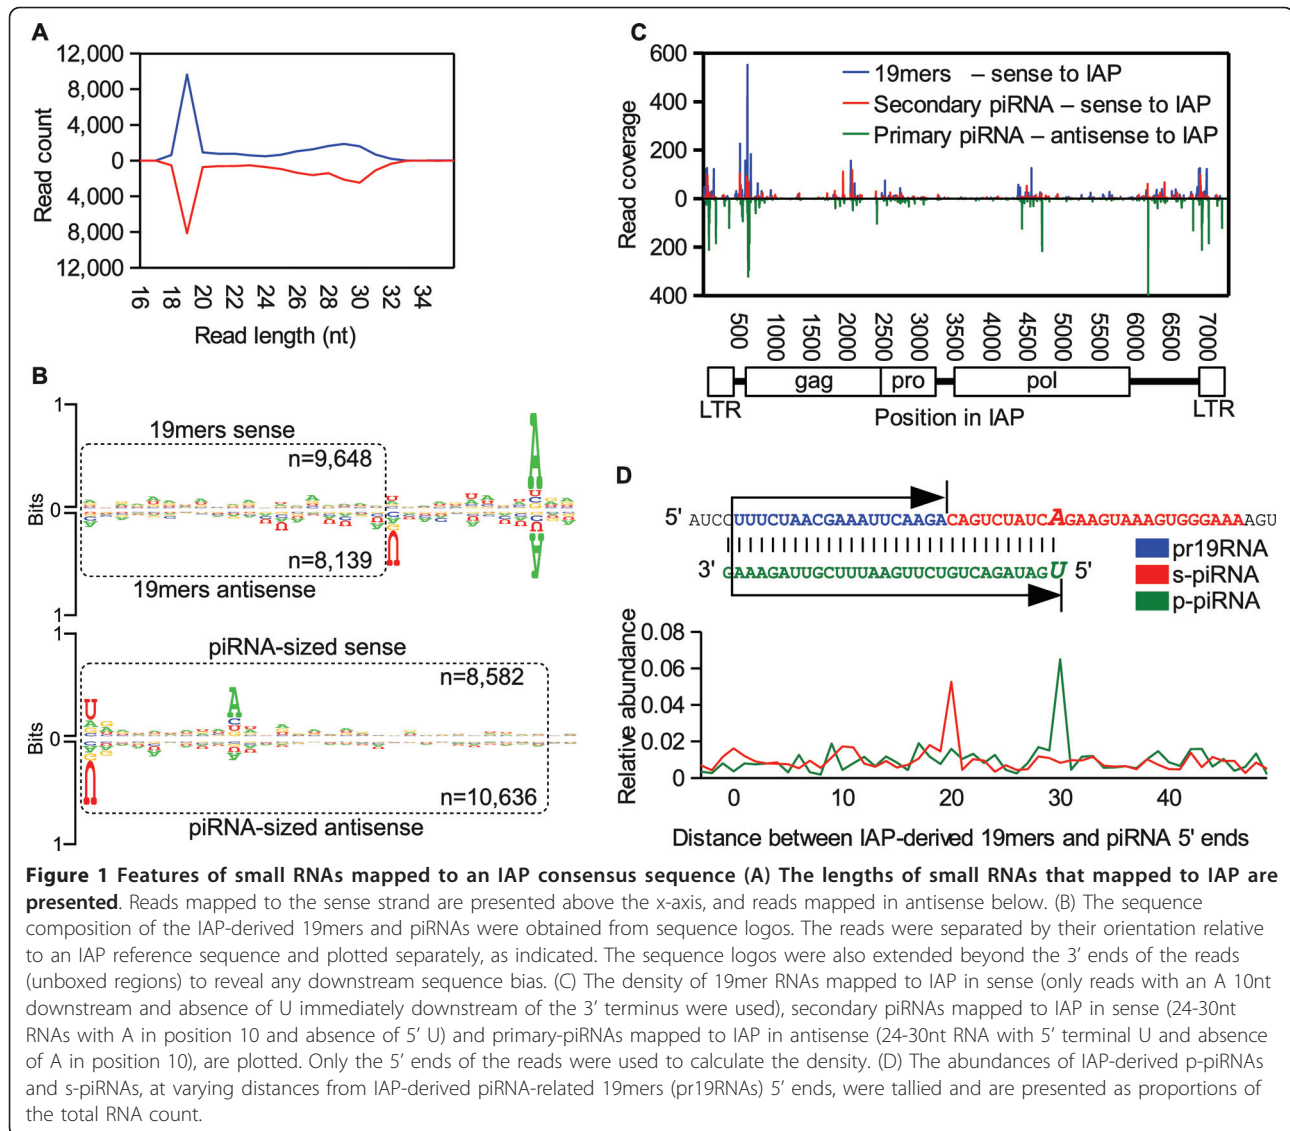 A
12,000
8,000
4,000
0
4,000
8,000
12,000
Read count
16
18
20
22
24
26
28
30
32
34
Read length (nt)
B
1
0
1
Bits
19mers sense
n=9,648
n=8,139
19mers antisense
1
0
1
Bits
piRNA-sized sense
n=8,582
n=10,636
piRNA-sized antisense
C
600
400
200
0
200
400
Read coverage
19mers – sense to IAP
Secondary piRNA – sense to IAP
Primary piRNA – antisense to IAP
500
1000
1500
2000
2500
3000
3500
4000
4500
5000
5500
6000
6500
7000
gag
pro
pol
LTR
LTR
Position in IAP
D
5' AUCCUUUCUAACGAAAUUCAAGACAGUCUAUCAGAAGUAAAGUGGGAAAAGU
3' GAAAGAUUGCUUUAAGUUCUGUCAGAUAGU 5'
pr19RNA
s-piRNA
p-piRNA
0.08
0.06
0.04
0.02
0
Relative abundance
0
10
20
30
40
Distance between IAP-derived 19mers and piRNA 5' ends
Figure 1 Features of small RNAs mapped to an IAP consensus sequence (A) The lengths of small RNAs that mapped to IAP are
presented. Reads mapped to the sense strand are presented above the x-axis, and reads mapped in antisense below. (B) The sequence
composition of the IAP-derived 19mers and piRNAs were obtained from sequence logos. The reads were separated by their orientation relative
to an IAP reference sequence and plotted separately, as indicated. The sequence logos were also extended beyond the 3' ends of the reads
(unboxed regions) to reveal any downstream sequence bias. (C) The density of 19mer RNAs mapped to IAP in sense (only reads with an A 10nt
downstream and absence of U immediately downstream of the 3' terminus were used), secondary piRNAs mapped to IAP in sense (24-30nt
RNAs with A in position 10 and absence of 5' U) and primary-piRNAs mapped to IAP in antisense (24-30nt RNA with 5' terminal U and absence
of A in position 10), are plotted. Only the 5' ends of the reads were used to calculate the density. (D) The abundances of IAP-derived p-piRNAs
and s-piRNAs, at varying distances from IAP-derived piRNA-related 19mers (pr19RNAs) 5' ends, were tallied and are presented as proportions of
the total RNA count.